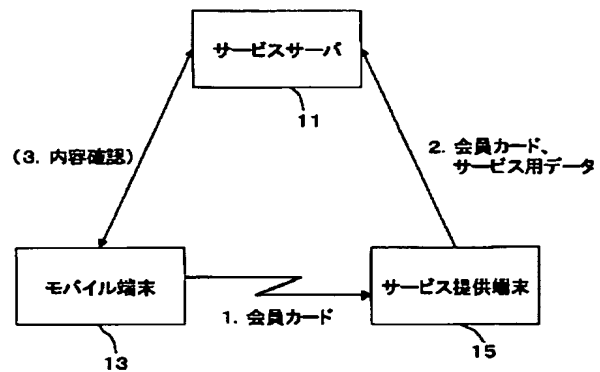 サービスサーバ
11
(3. 内容確認)
2. 会員カード、
サービス用データ
モバイル端末
13
1. 会員カード
サービス提供端末
15